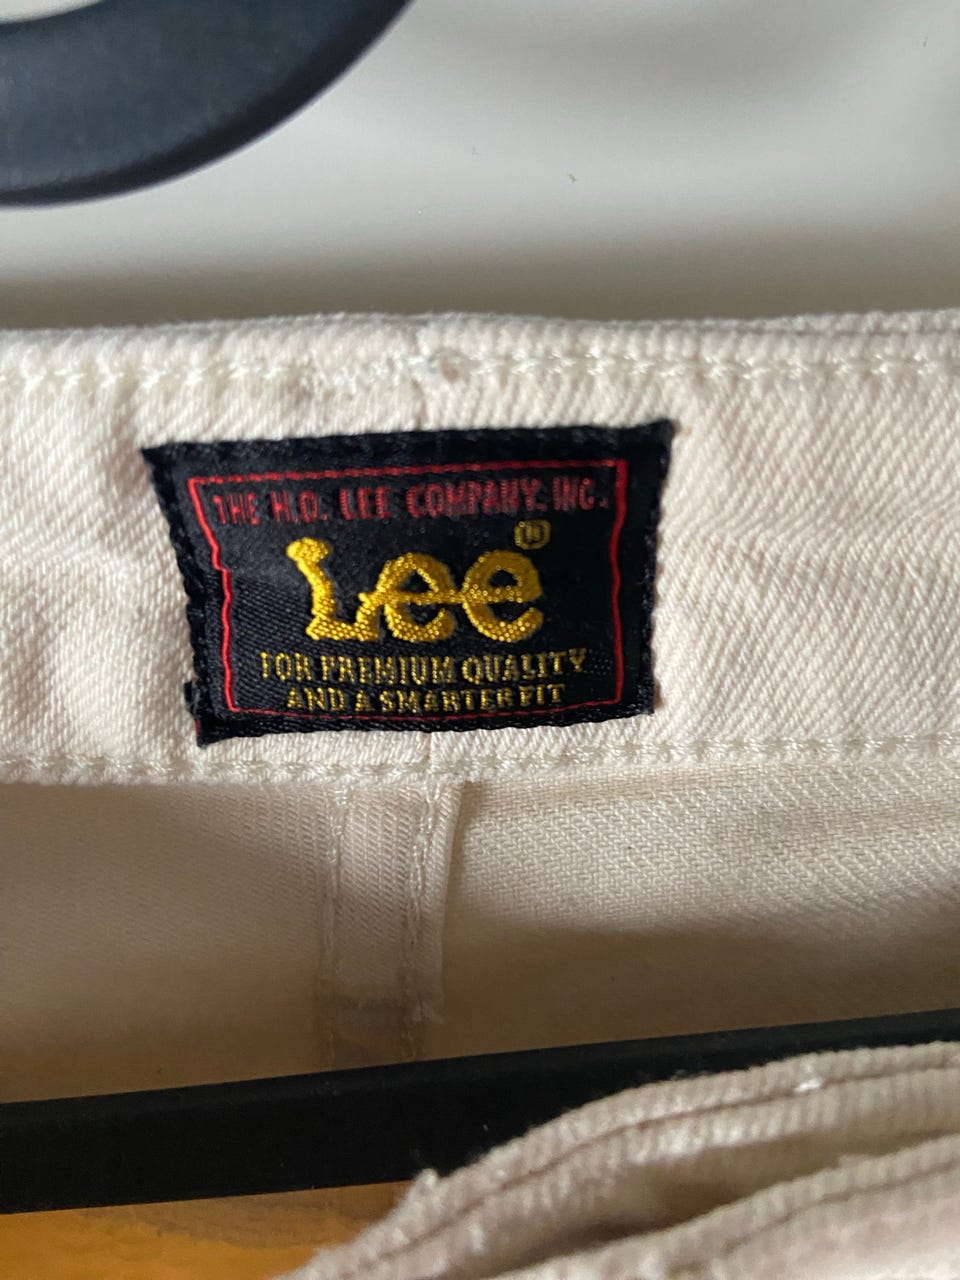 THE H.D. LEE COMPANY. INC.
Lee®
FOR PREMIUM QUALITY
AND A SMARTER FIT